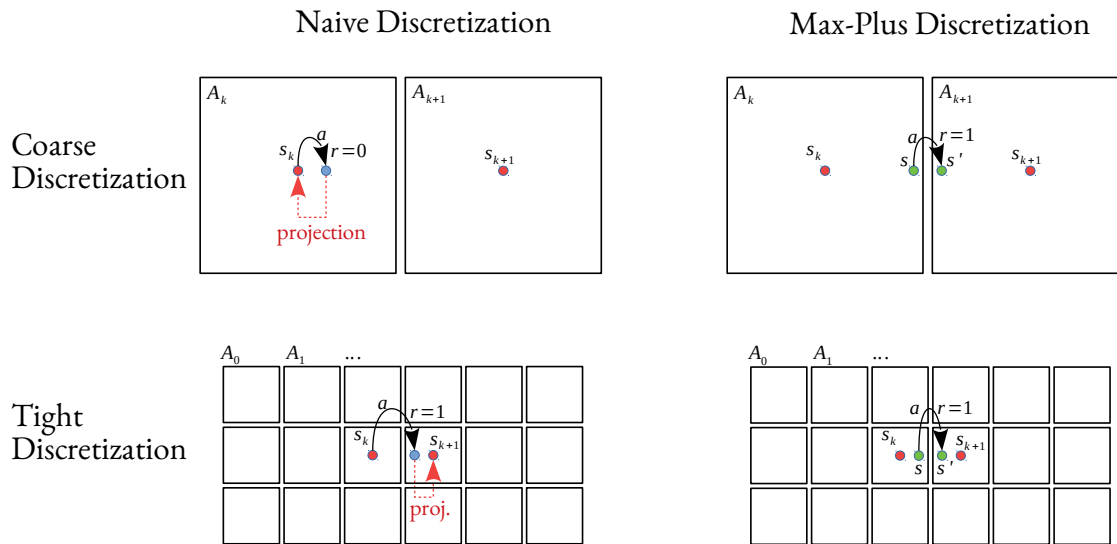 Naive Discretization
Max-Plus Discretization
Coarse
Discretization
A_k
a
s_k
r=0
projection
A_{k+1}
s_{k+1}
A_k
s_k
a
s
A_{k+1}
r=1
s'
s_{k+1}
Tight
Discretization
A_0 A_1 ...
a
r=1
s_k
s_{k+1}
proj.
A_0 A_1 ...
a
r=1
s_k
s_{k+1}
s
s'